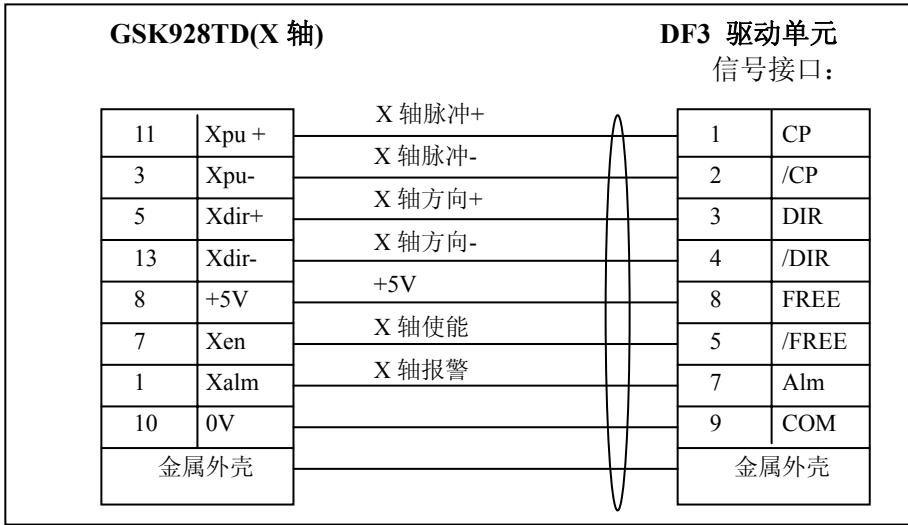 GSK928TD(X 轴) DF3 驱动单元
信号接口：
X 轴脉冲+
11 Xpu + 1 CP
X 轴脉冲-
3 Xpu- 2 /CP
X 轴方向+
5 Xdir+ 3 DIR
X 轴方向-
13 Xdir- 4 /DIR
+5V
8 +5V 8 FREE
X 轴使能
7 Xen 5 /FREE
X 轴报警
1 Xalm 7 Alm
10 0V 9 COM
金属外壳 金属外壳